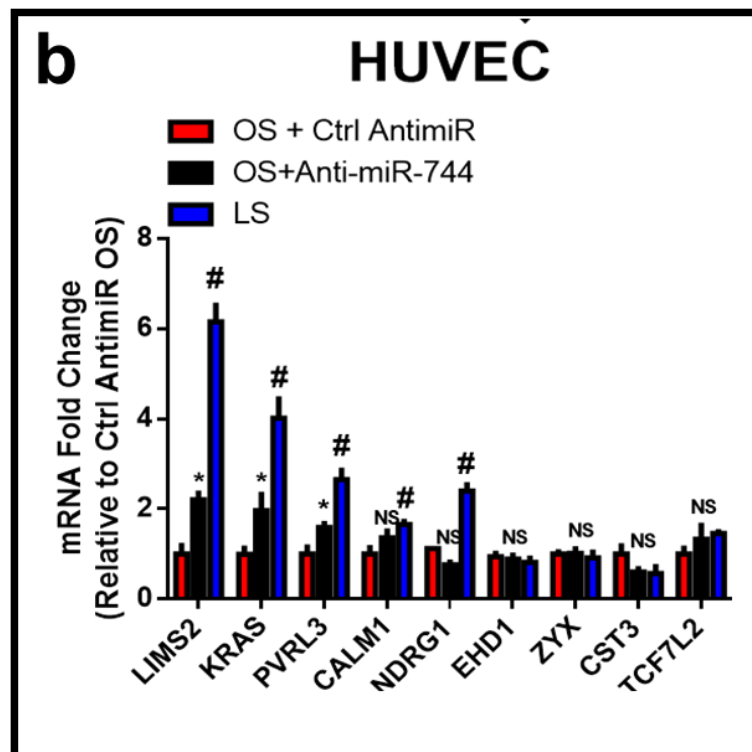 b
HUVEC
OS + Ctrl AntimiR
OS+Anti-miR-744
LS
mRNA Fold Change
(Relative to Ctrl AntimiR OS)
8
6
4
2
0
#
*
#
*
#
*
#
NS
#
NS
NS
NS
NS
NS
LIMS2
KRAS
PVRL3
CALM1
NDRG1
EHD1
ZYX
CST3
TCF7L2